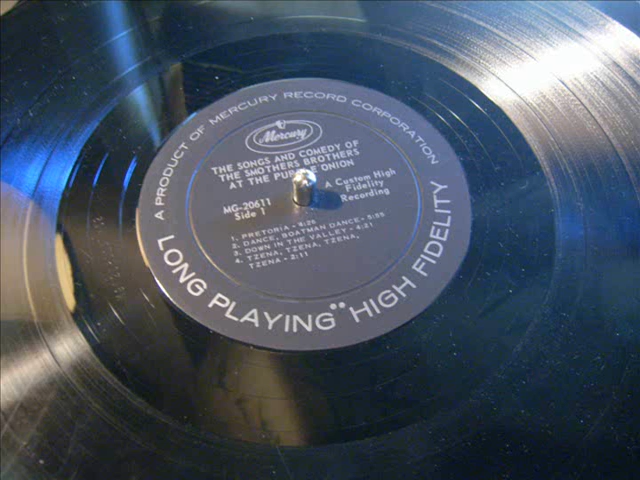 A PRODUCT OF MERCURY RECORD CORPORATION
Mercury
THE SONGS AND COMEDY OF
THE SMOTHERS BROTHERS
AT THE ONION
MG-20611
Side 1
A Custom High
Fidelity
Recording
1. PRETORIA -
2. DANCE, BOATMAN DANCE - 5:55
3. DOWN IN THE VALLEY - 4:21
4. TZENA, TZENA, TZENA,
TZENA - 2:11
LONG PLAYING HIGH FIDELITY